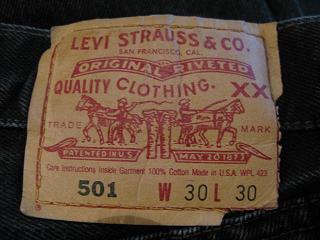 LEVI STRAUSS & CO.
SAN FRANCISCO, CAL.
ORIGINAL RIVETED
QUALITY CLOTHING. XX
TRADE MARK
PATENTED IN U.S. MAY 20 1873
Care Instructions Inside Garment 100% Cotton Made in U.S.A. WPL 423
501 W 30 L 30